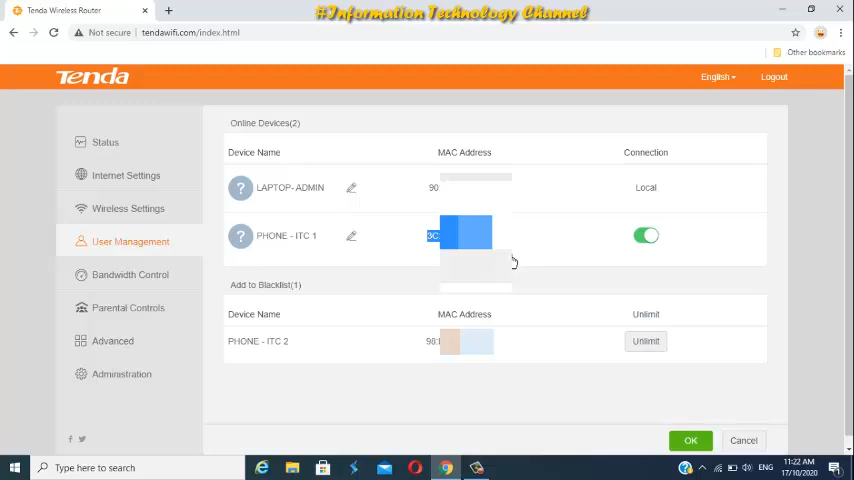 #Information Technology Channel
Tenda Wireless Router
Not secure | tendawifi.com/index.html
Other bookmarks
Tenda
English
Logout
Status
Internet Settings
Wireless Settings
User Management
Bandwidth Control
Parental Controls
Advanced
Administration
Online Devices(2)
Device Name MAC Address Connection
? LAPTOP- ADMIN 90 Local
? PHONE - ITC 1 3C:
Add to Blacklist(1)
Device Name MAC Address Unlimit
PHONE - ITC 2 98: Unlimit
OK Cancel
Type here to search
ENG
11:22 AM
17/10/2020